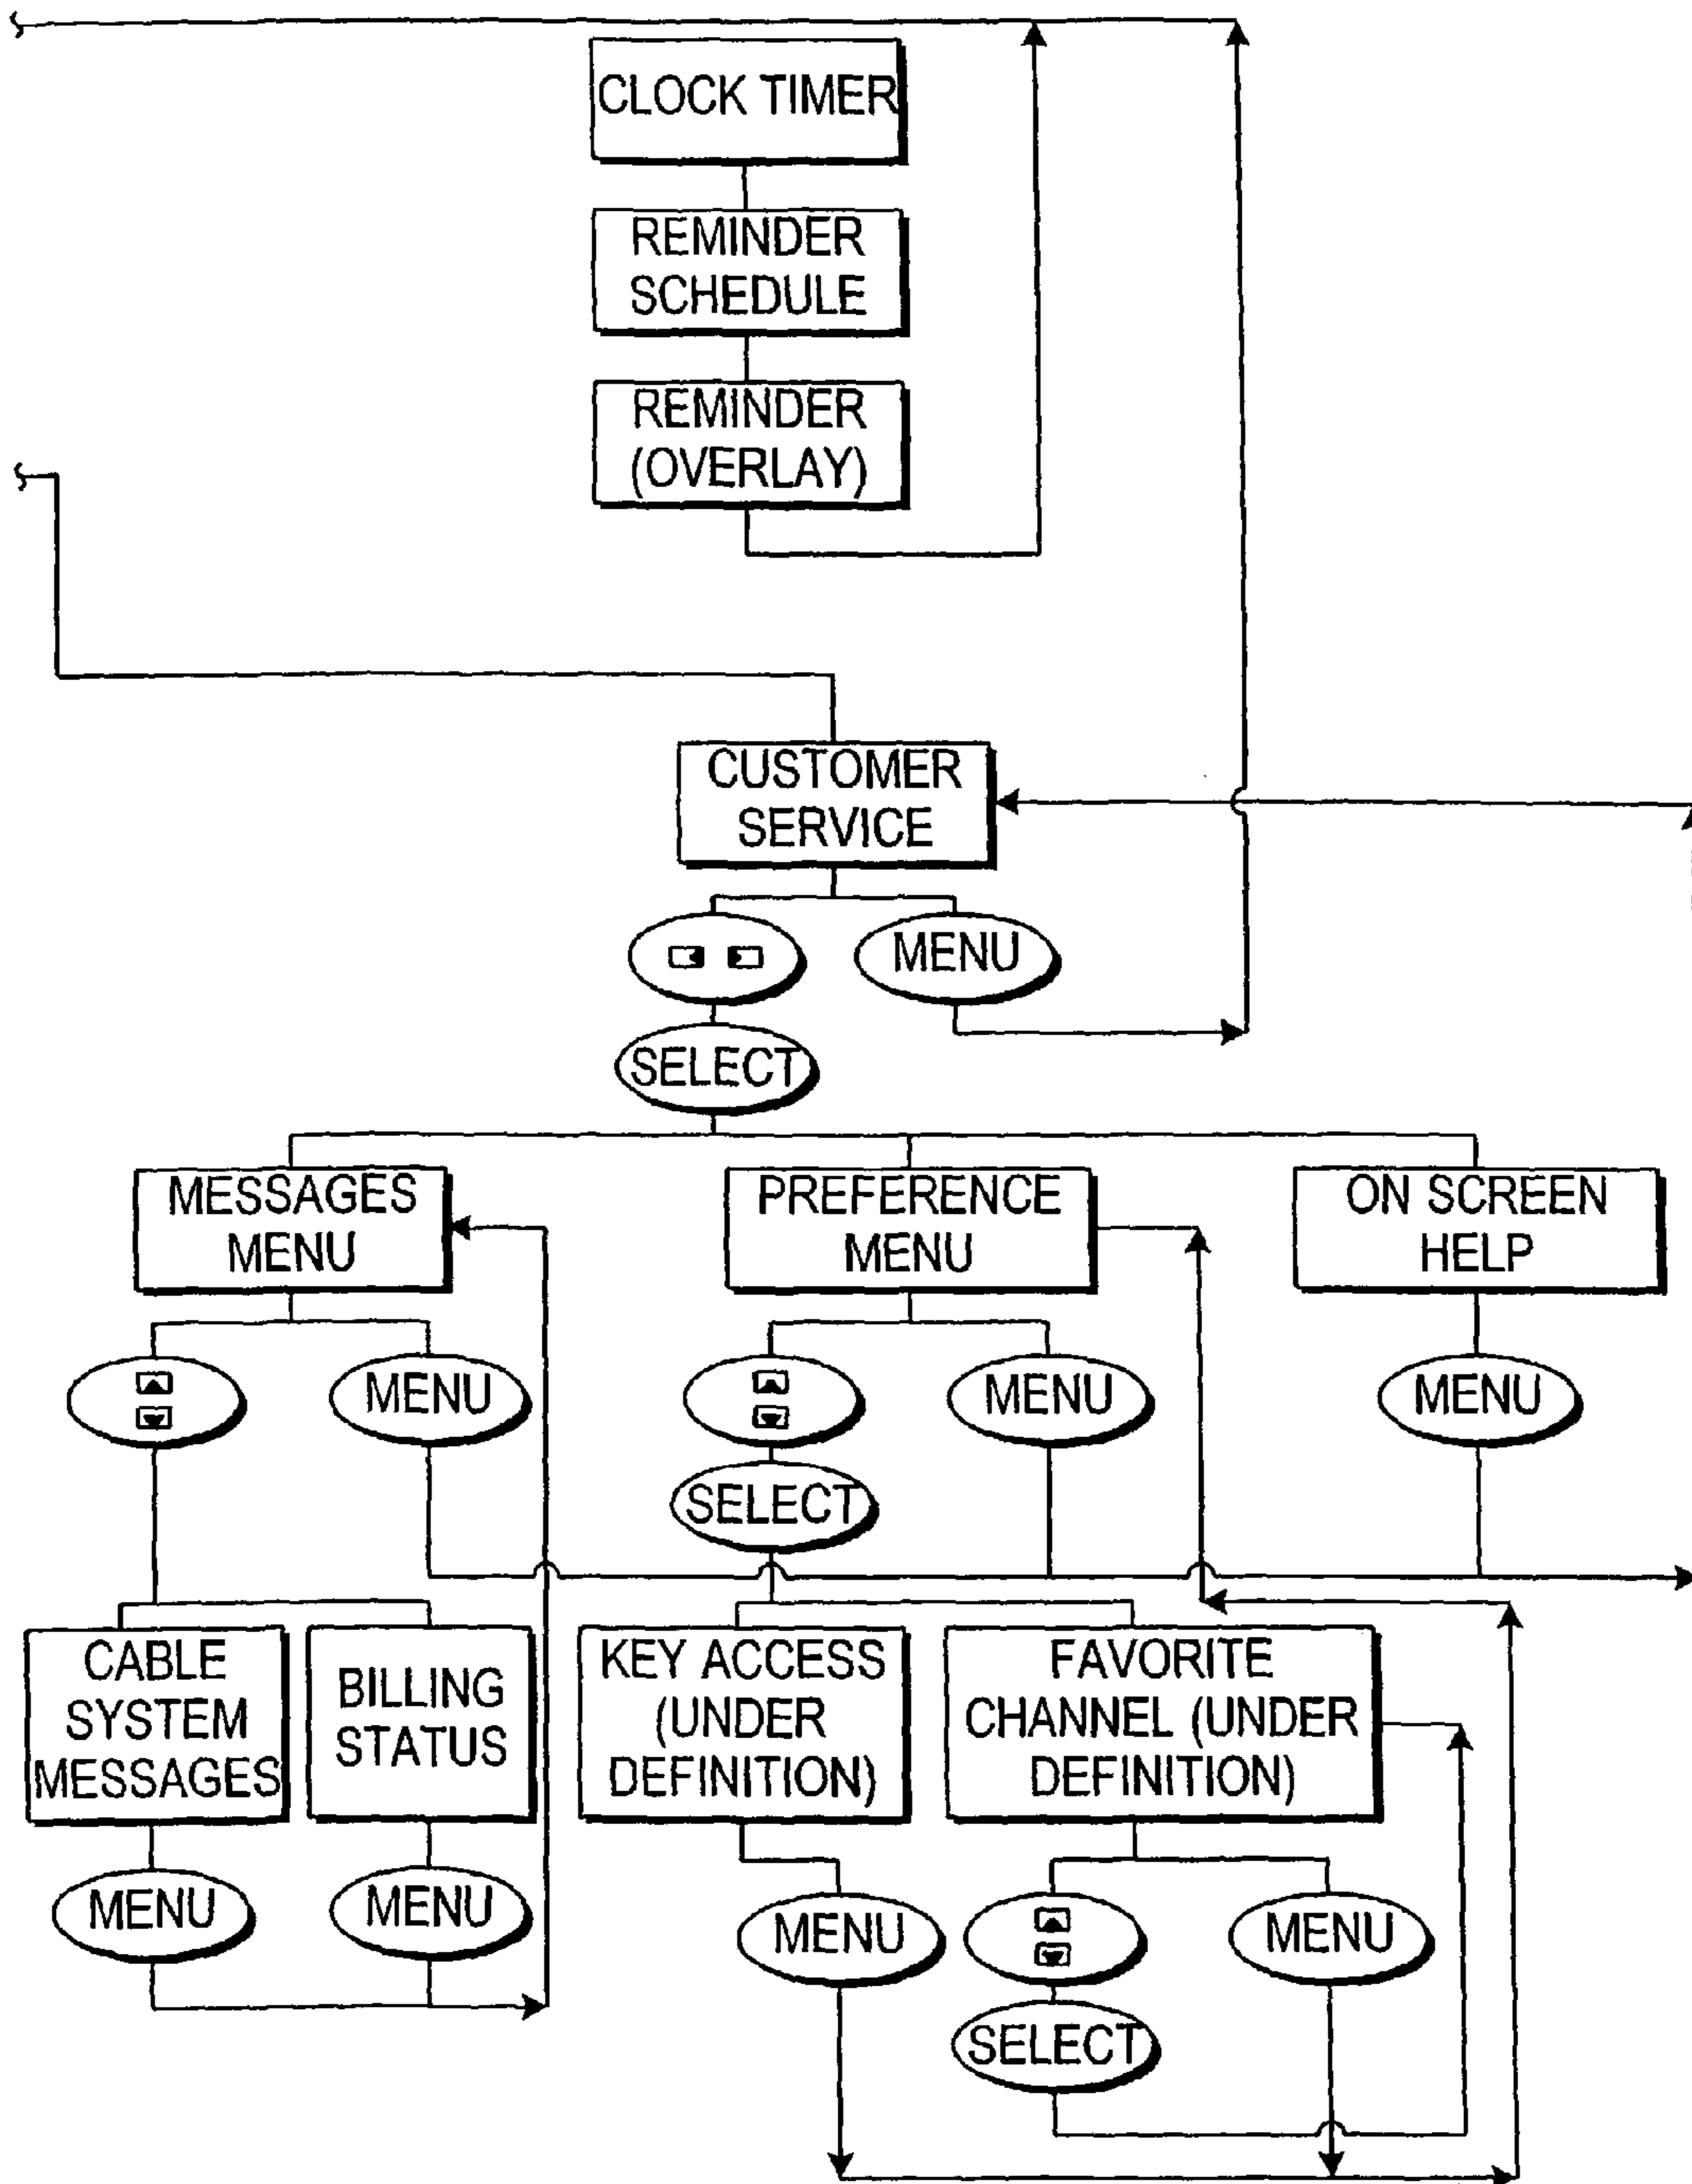 CLOCK TIMER
REMINDER
SCHEDULE
REMINDER
(OVERLAY)
CUSTOMER
SERVICE
MENU
SELECT
MESSAGES
MENU
PREFERENCE
MENU
ON SCREEN
HELP
MENU
MENU
MENU
SELECT
CABLE
SYSTEM
MESSAGES
BILLING
STATUS
KEY ACCESS
(UNDER
DEFINITION)
FAVORITE
CHANNEL (UNDER
DEFINITION)
MENU
MENU
MENU
MENU
SELECT